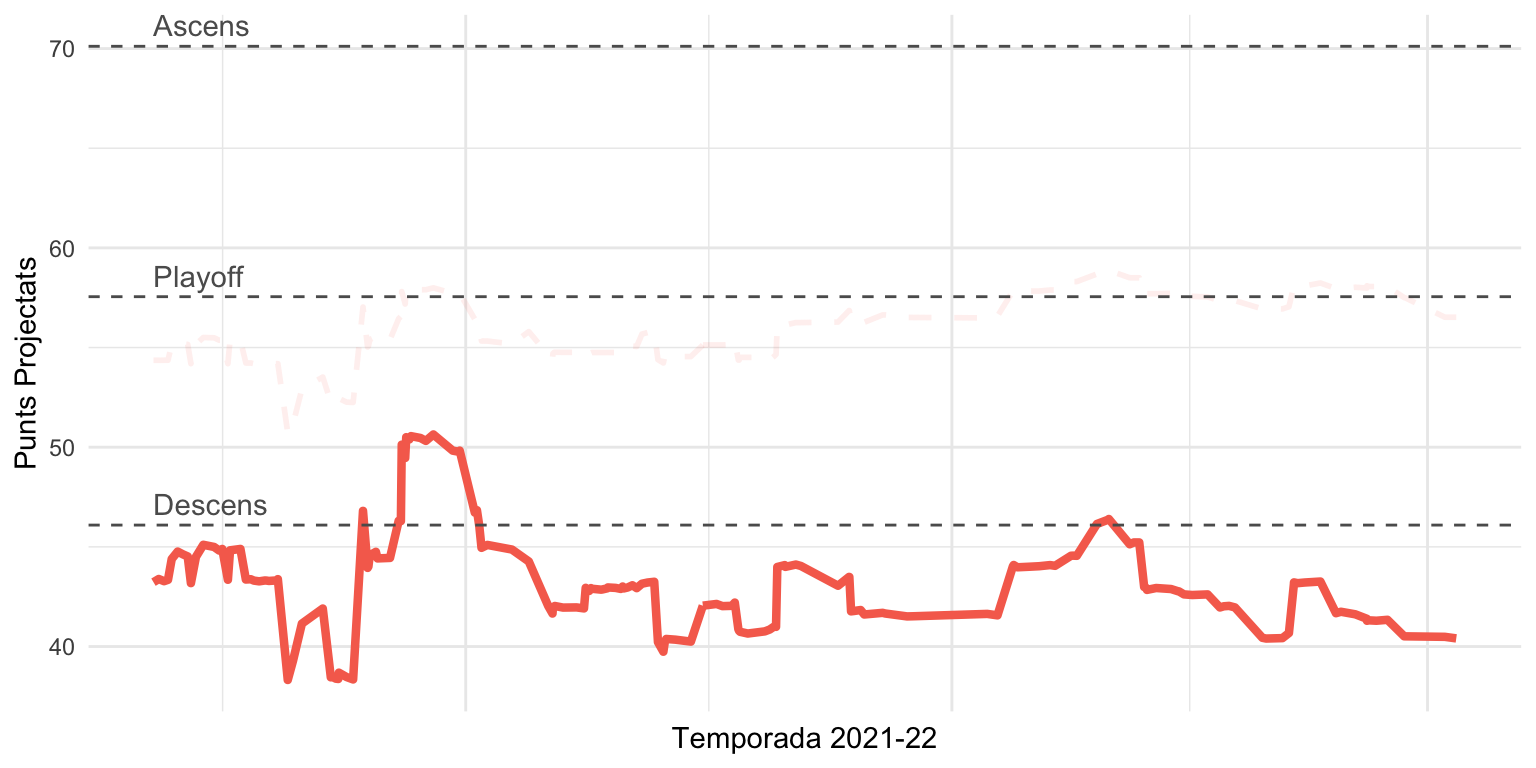 Ascens
70
60
Playoff
50
Descens
40
Punts Projectats
Temporada 2021-22